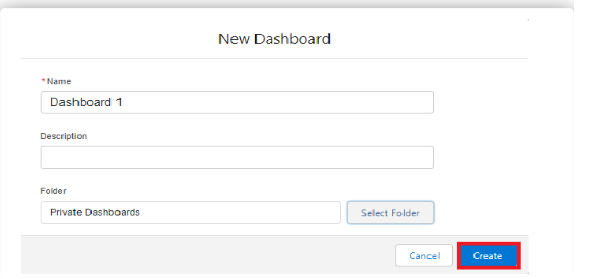 New Dashboard
* Name
Dashboard 1
Description
Folder
Private Dashboards
Select Folder
Cancel
Create